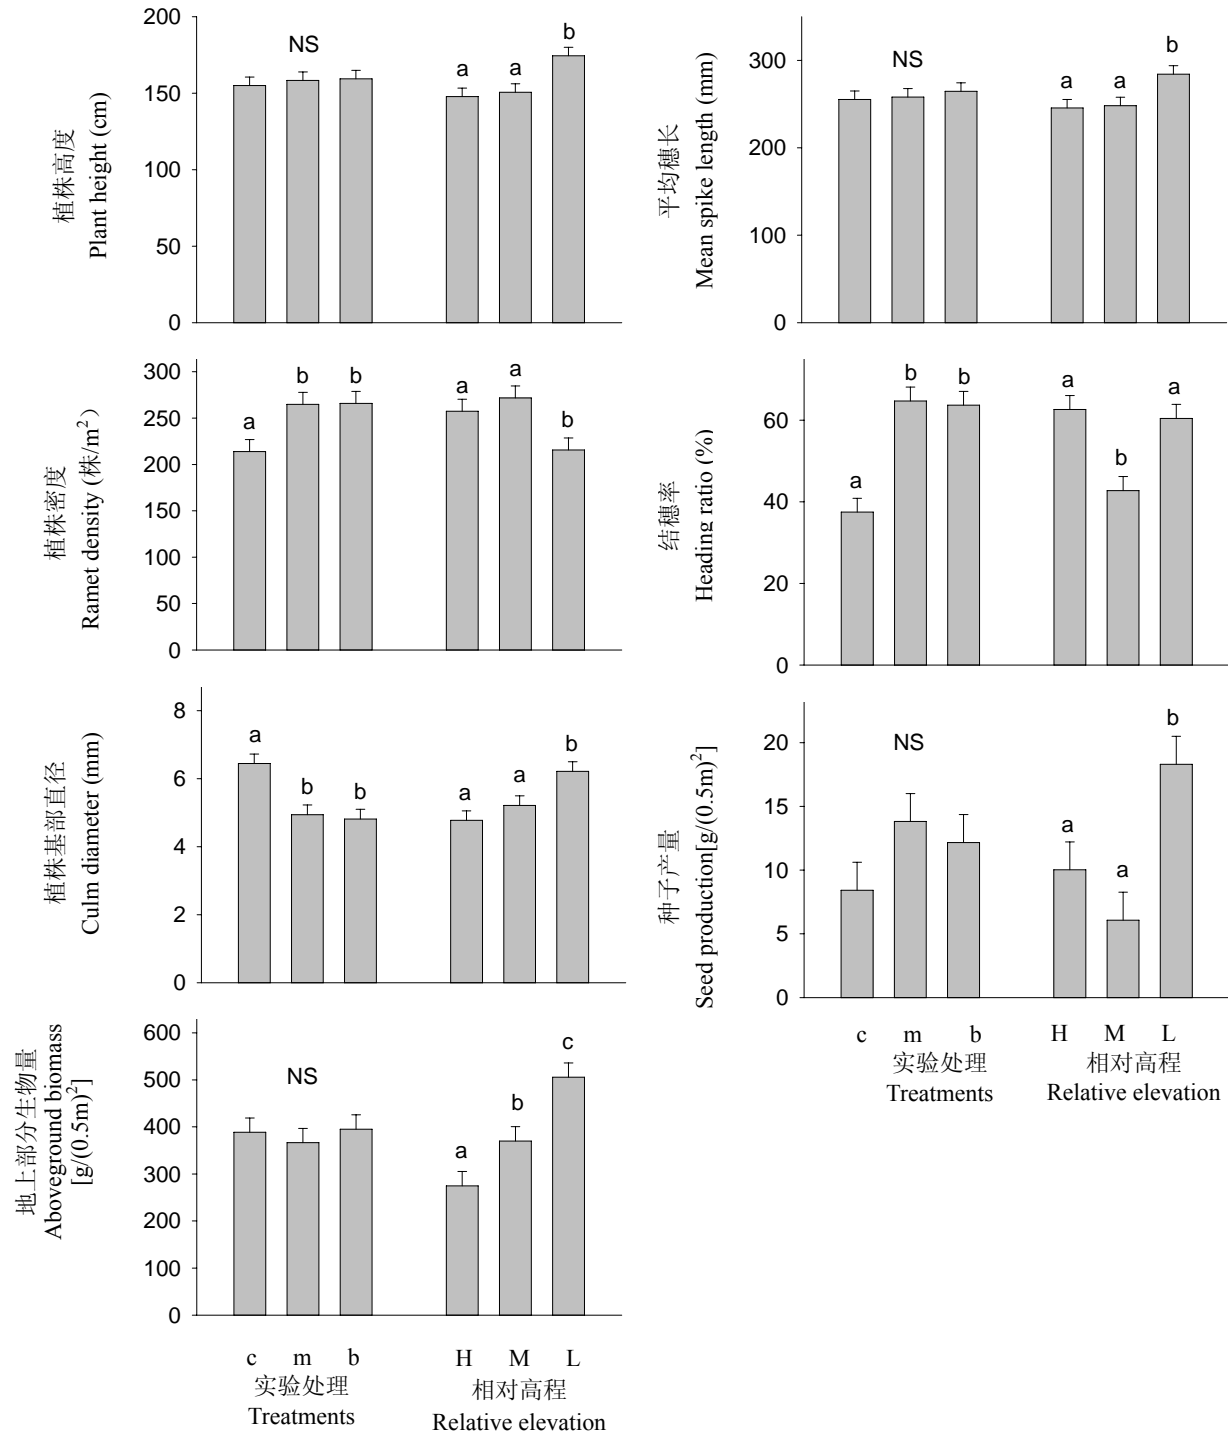 植株高度
Plant height (cm)
200
150
100
50
0
NS
a
a
b
平均穗长
Mean spike length (mm)
300
200
100
0
NS
a
a
b
植株密度
Ramet density (株/m²)
300
250
200
150
100
50
0
a
b
b
a
a
b
结穗率
Heading ratio (%)
60
40
20
0
a
b
b
a
b
a
植株基部直径
Culm diameter (mm)
8
6
4
2
0
a
b
b
a
a
b
种子产量
Seed production[g/(0.5m)²]
20
15
10
5
0
NS
a
a
b
c m b H M L
实验处理 相对高程
Treatments Relative elevation
地上部分生物量
Aboveground biomass
[g/(0.5m)²]
600
500
400
300
200
100
0
NS
a
b
c
c m b H M L
实验处理 相对高程
Treatments Relative elevation